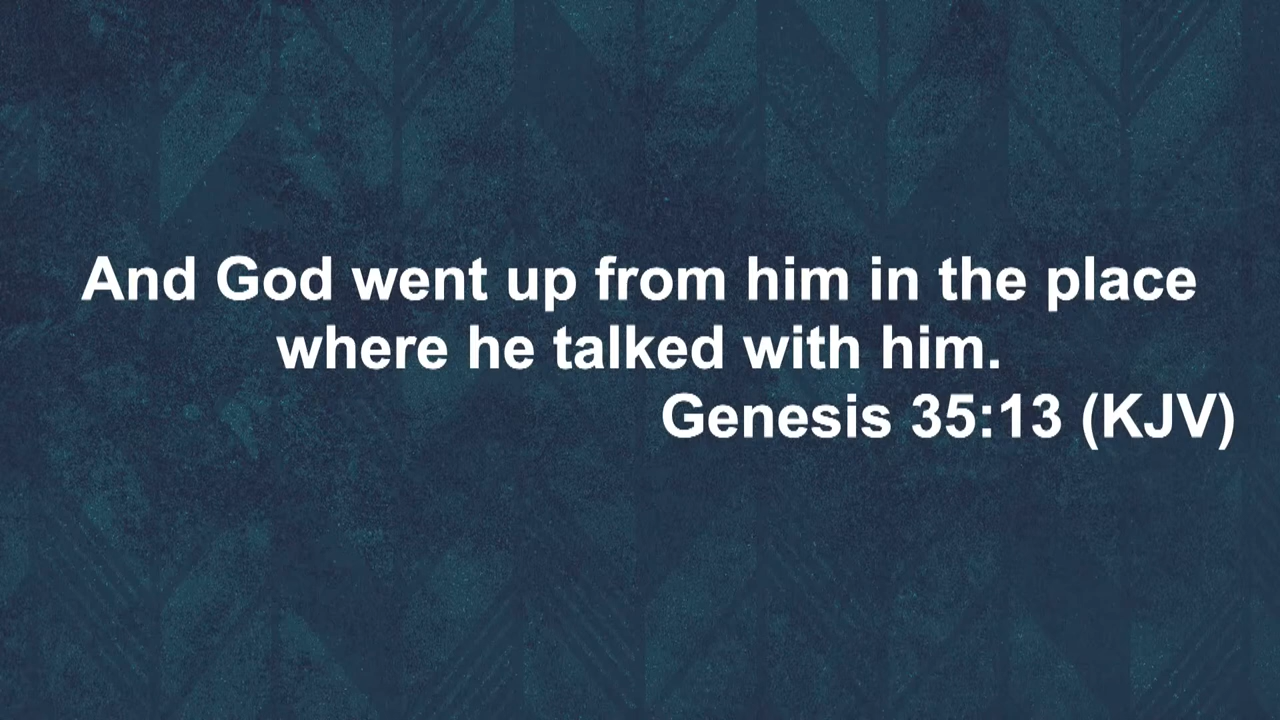 And God went up from him in the place
where he talked with him.
Genesis 35:13 (KJV)